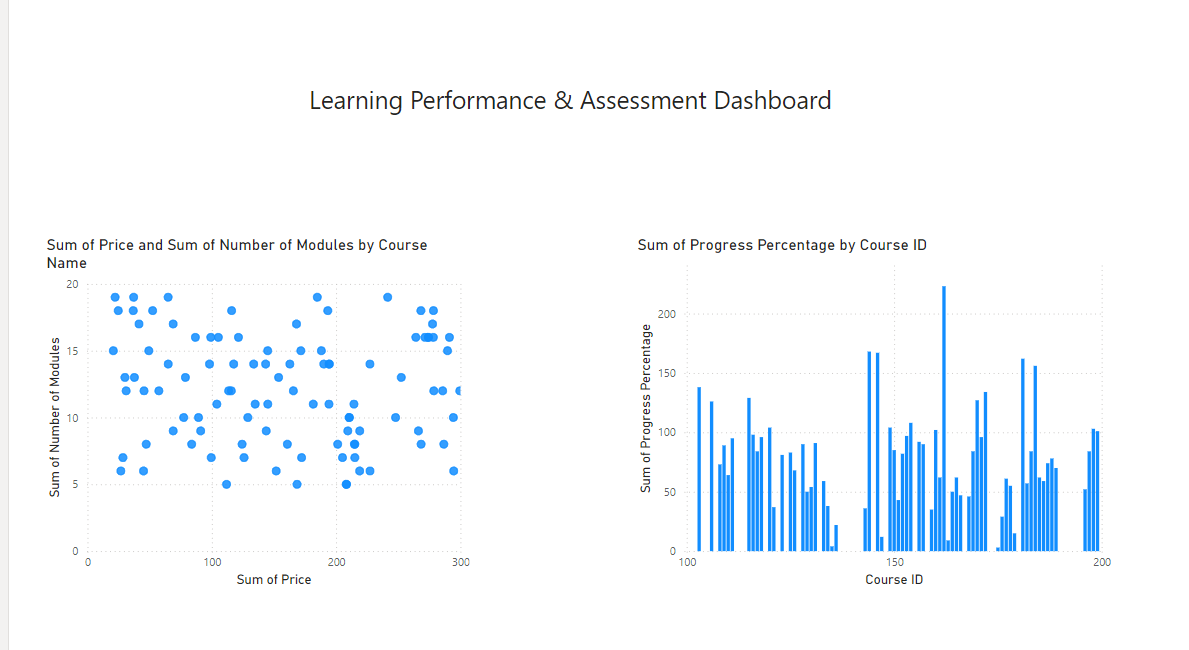 Learning Performance & Assessment Dashboard
Sum of Price and Sum of Number of Modules by Course
Name
20
15
10
5
0
Sum of Number of Modules
0
100
200
300
Sum of Price
Sum of Progress Percentage by Course ID
200
150
100
50
0
Sum of Progress Percentage
100
150
200
Course ID